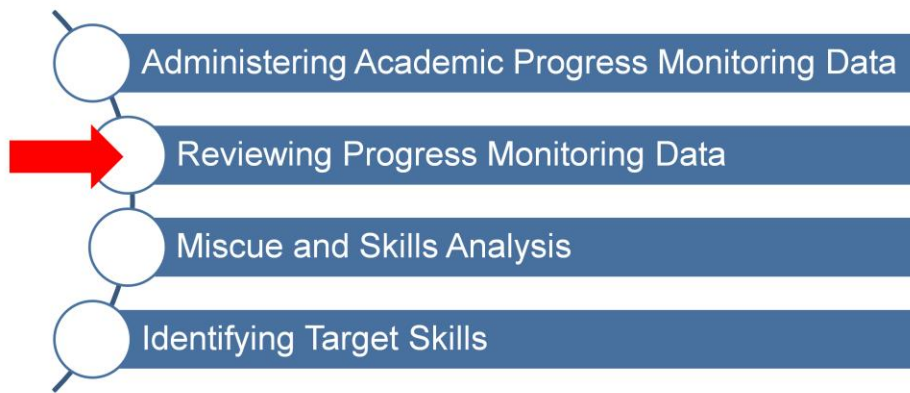 Administering Academic Progress Monitoring Data
Reviewing Progress Monitoring Data
Miscue and Skills Analysis
Identifying Target Skills